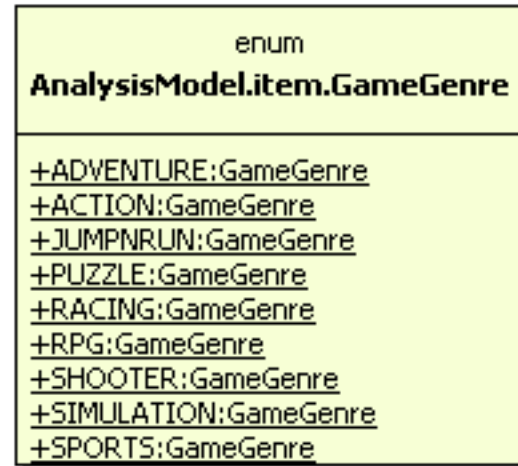 enum
AnalysisModel.item.GameGenre
+ADVENTURE:GameGenre
+ACTION:GameGenre
+JUMPNRUN:GameGenre
+PUZZLE:GameGenre
+RACING:GameGenre
+RPG:GameGenre
+SHOOTER:GameGenre
+SIMULATION:GameGenre
+SPORTS:GameGenre